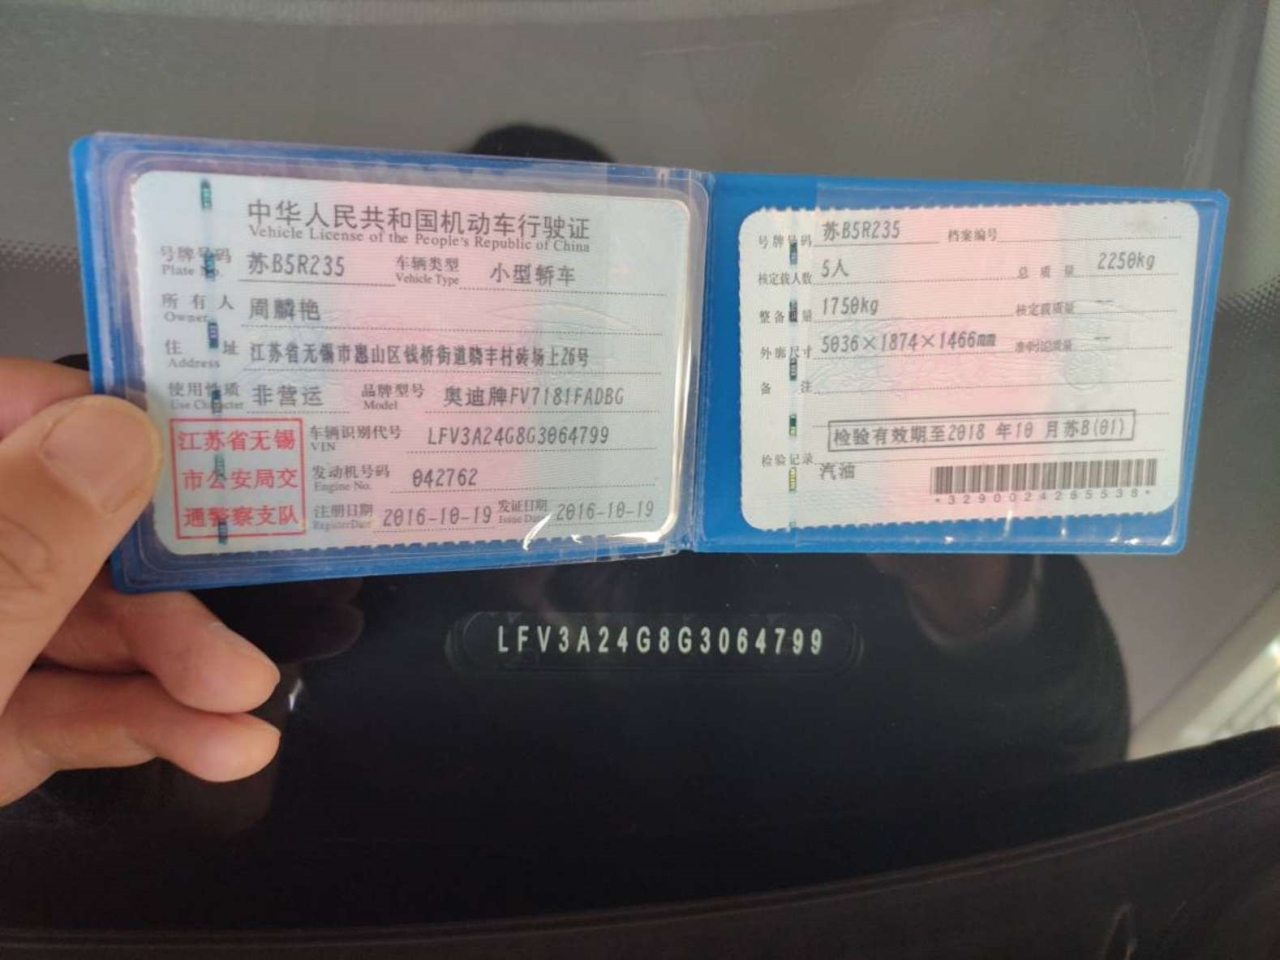 中华人民共和国机动车行驶证
Vehicle License of the People's Republic of China
号牌号码 苏B5R235 车辆类型 小型轿车
Plate No. Vehicle Type
所有人 周麟艳
Owner
住址 江苏省无锡市惠山区钱桥街道晓丰村砖场上26号
Address
使用性质 非营运 品牌型号 奥迪牌FV7181FADBG
Use Character Model
江苏省无锡
市公安局交
通警察支队
车辆识别代号 LFV3A24G8G3064799
VIN
发动机号码 042762
Engine No.
注册日期 2016-10-19 发证日期 2016-10-19
Register Date Issue Date
号牌号码 苏B5R235 档案编号
核定载人数 5人 总质量 2250kg
整备质量 1750kg 核定载质量 --
外廓尺寸 5036×1874×1466mm 准牵引总质量 --
备注
检验有效期至2018 年10 月苏B(01)
检验记录
汽油
*3290024285538*
LFV3A24G8G3064799